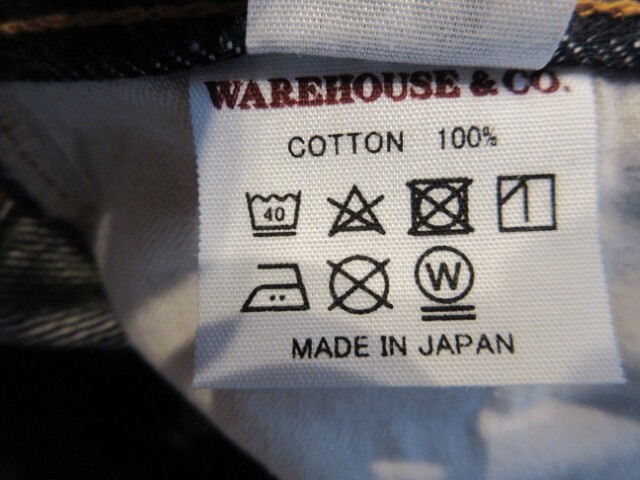 WAREHOUSE & CO.
COTTON 100%
40
W
MADE IN JAPAN